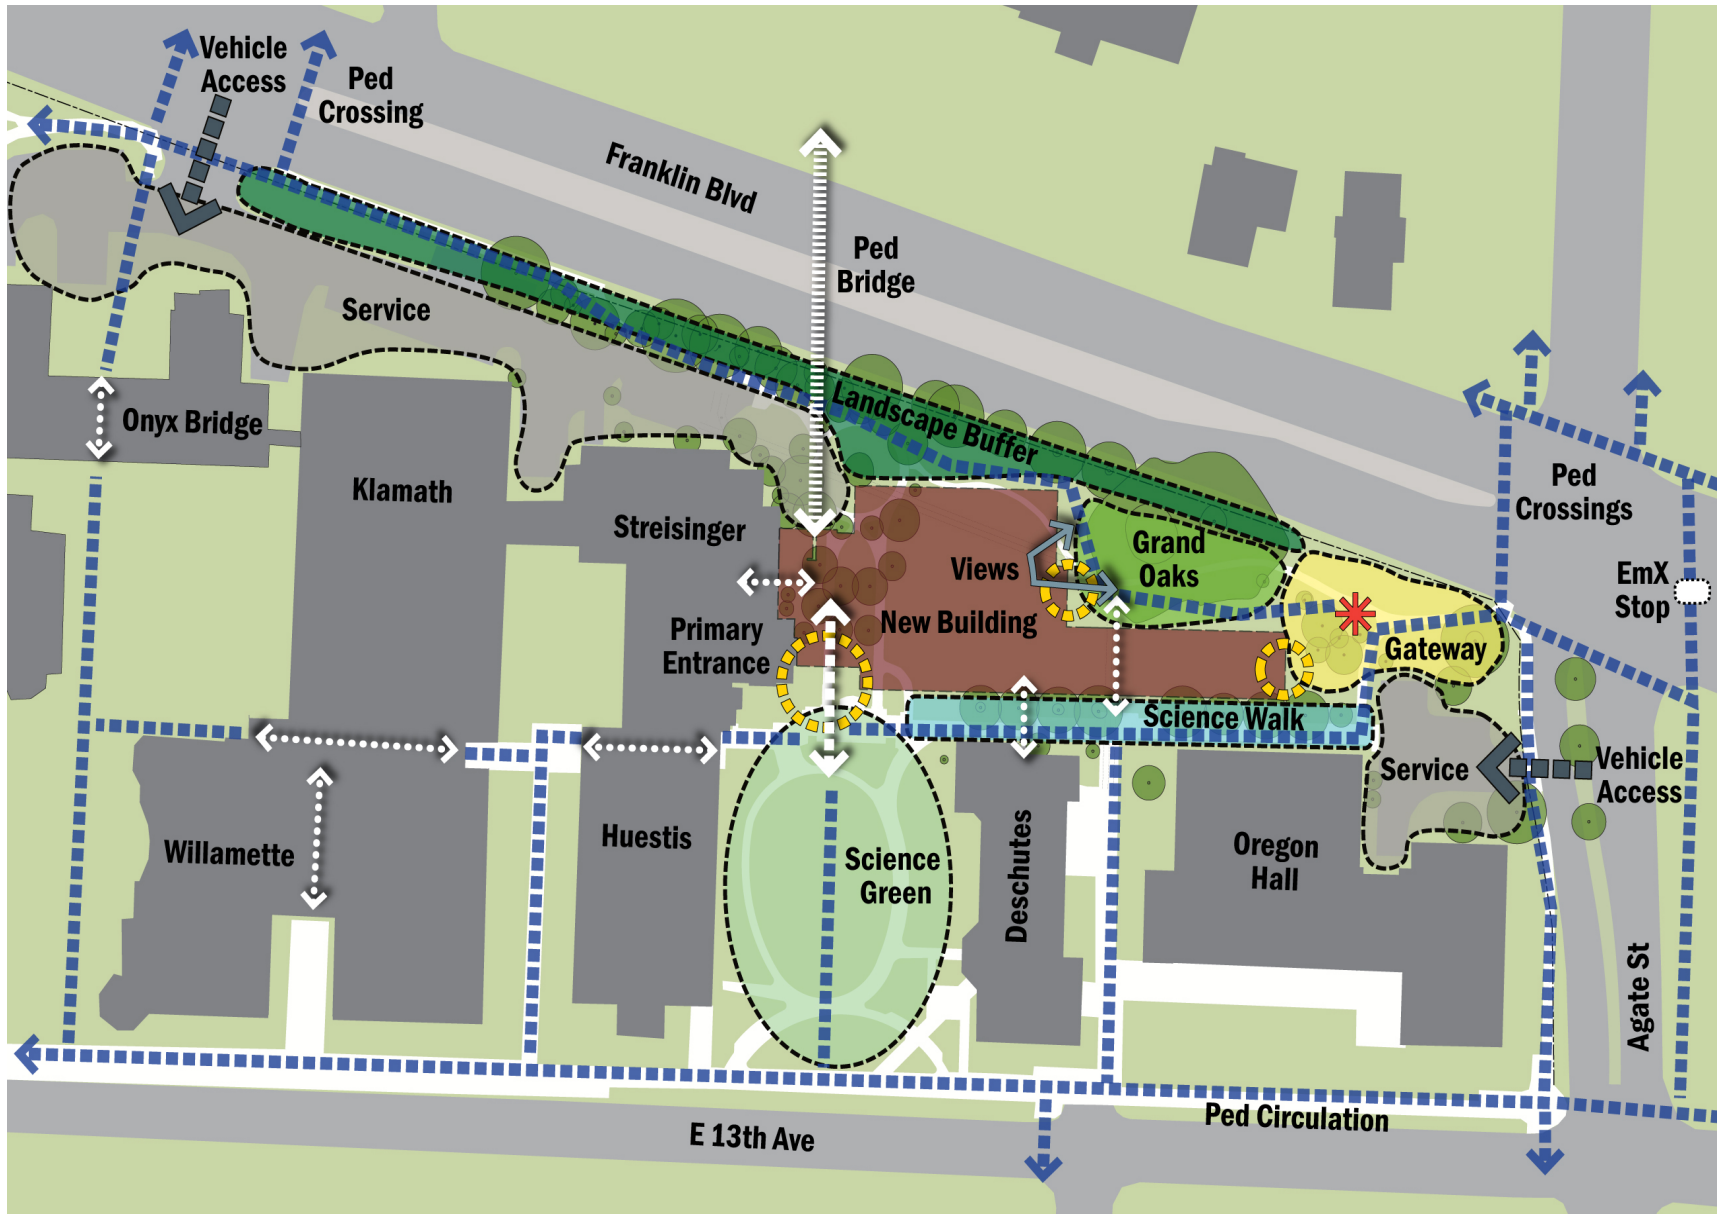 Vehicle
Access
Ped
Crossing
Franklin Blvd
Ped
Bridge
Service
Onyx Bridge
Landscape Buffer
Klamath
Streisinger
Ped
Crossings
Grand
Oaks
Views
EmX
Stop
New Building
Primary
Entrance
Gateway
Science Walk
Service
Vehicle
Access
Willamette
Huestis
Science
Green
Deschutes
Oregon
Hall
Agate St
Ped Circulation
E 13th Ave